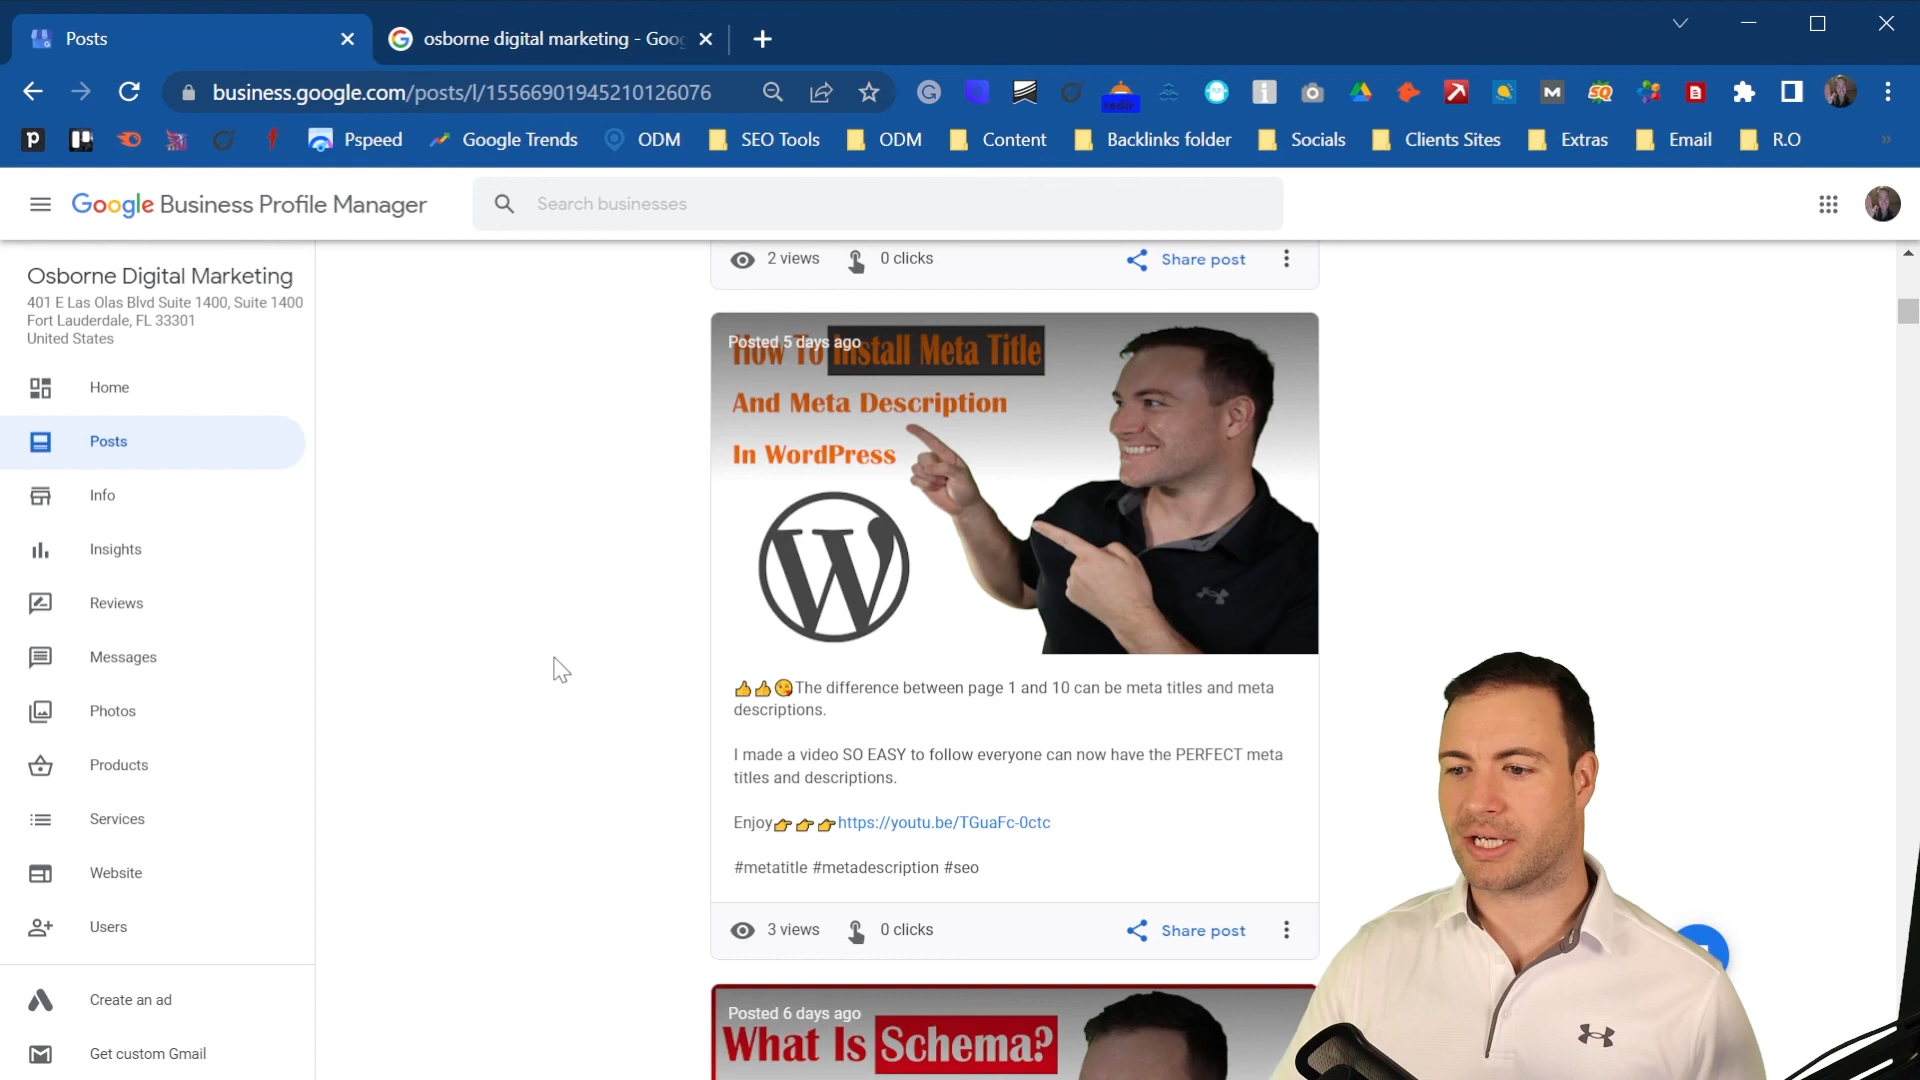 Posts
osborne digital marketing - Goog
business.google.com/posts/l/15566901945210126076
redir
Pspeed
Google Trends
ODM
SEO Tools
ODM
Content
Backlinks folder
Socials
Clients Sites
Extras
Email
R.O
Google Business Profile Manager
Search businesses
Osborne Digital Marketing
401 E Las Olas Blvd Suite 1400, Suite 1400
Fort Lauderdale, FL 33301
United States
Home
Posts
Info
Insights
Reviews
Messages
Photos
Products
Services
Website
Users
Create an ad
Get custom Gmail
2 views
0 clicks
Share post
Posted 5 days ago
How To Install Meta Title
And Meta Description
In WordPress
👍👍😘The difference between page 1 and 10 can be meta titles and meta
descriptions.
I made a video SO EASY to follow everyone can now have the PERFECT meta
titles and descriptions.
Enjoy👉👉👉https://youtu.be/TGuaFc-0ctc
#metatitle #metadescription #seo
3 views
0 clicks
Share post
Posted 6 days ago
What Is Schema?